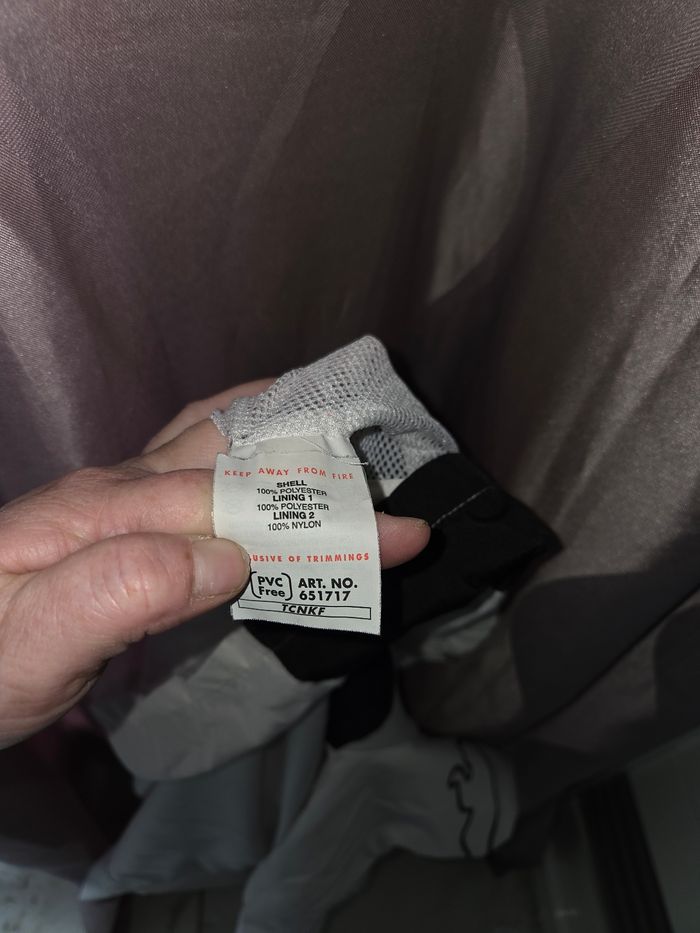 KEEP AWAY FROM FIRE
SHELL
100% POLYESTER
LINING 1
100% POLYESTER
LINING 2
100% NYLON
USIVE OF TRIMMINGS
PVC
Free
ART. NO.
651717
TCNKF